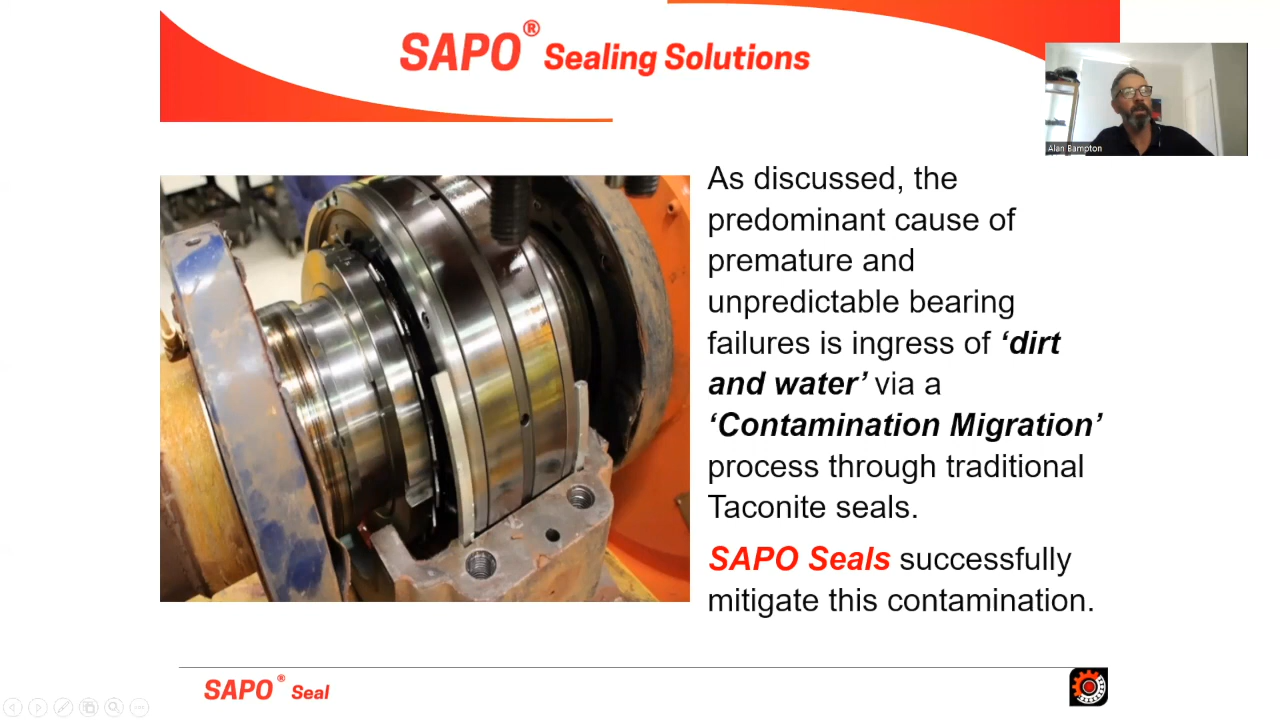 SAPO® Sealing Solutions
Alan Bampton
As discussed, the
predominant cause of
premature and
unpredictable bearing
failures is ingress of ‘dirt
and water’ via a
‘Contamination Migration’
process through traditional
Taconite seals.
SAPO Seals successfully
mitigate this contamination.
SAPO® Seal